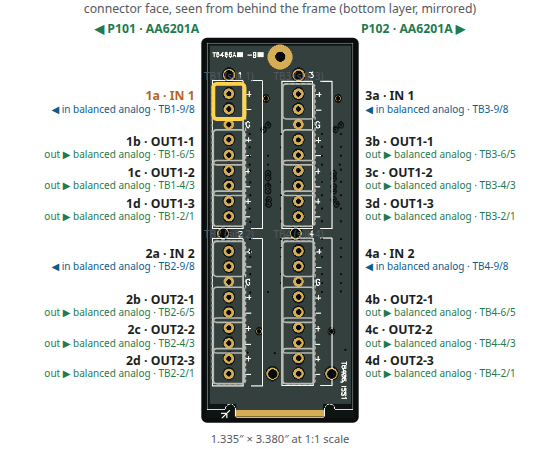 connector face, seen from behind the frame (bottom layer, mirrored)
◀ P101 · AA6201A
P102 · AA6201A ▶
1
3
1a · IN 1
◀ in balanced analog · TB1-9/8
1b · OUT1-1
out ▶ balanced analog · TB1-6/5
1c · OUT1-2
out ▶ balanced analog · TB1-4/3
1d · OUT1-3
out ▶ balanced analog · TB1-2/1
2a · IN 2
◀ in balanced analog · TB2-9/8
2b · OUT2-1
out ▶ balanced analog · TB2-6/5
2c · OUT2-2
out ▶ balanced analog · TB2-4/3
2d · OUT2-3
out ▶ balanced analog · TB2-2/1
3a · IN 1
◀ in balanced analog · TB3-9/8
3b · OUT1-1
out ▶ balanced analog · TB3-6/5
3c · OUT1-2
out ▶ balanced analog · TB3-4/3
3d · OUT1-3
out ▶ balanced analog · TB3-2/1
4a · IN 2
◀ in balanced analog · TB4-9/8
4b · OUT2-1
out ▶ balanced analog · TB4-6/5
4c · OUT2-2
out ▶ balanced analog · TB4-4/3
4d · OUT2-3
out ▶ balanced analog · TB4-2/1
1.335″ × 3.380″ at 1:1 scale